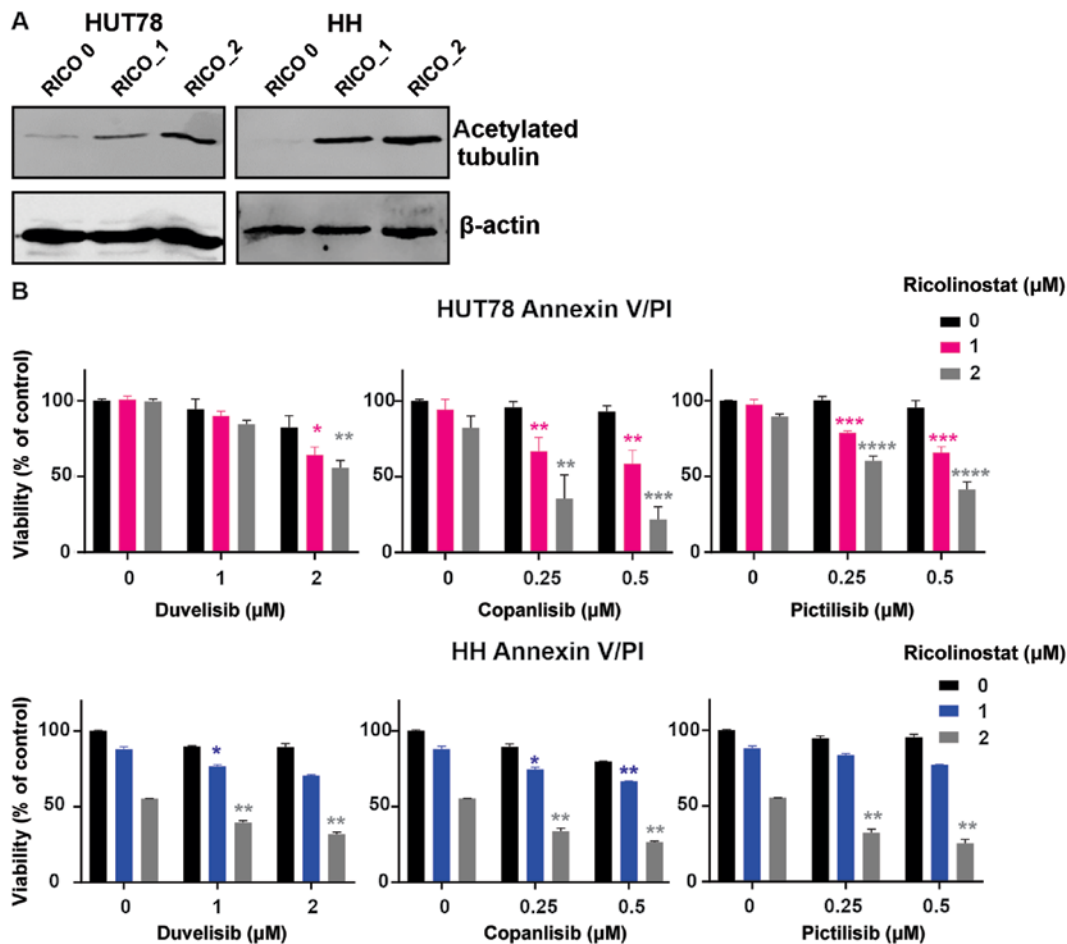 A
HUT78
HH
RICO 0
RICO_1
RICO_2
RICO 0
RICO_1
RICO_2
Acetylated
tubulin
β-actin
B
Ricolinostat (µM)
HUT78 Annexin V/PI
0
1
2
Viability (% of control)
100
50
0
* **
0 1 2
Duvelisib (µM)
100
50
0
** ** ** ***
0 0.25 0.5
Copanlisib (µM)
100
50
0
*** **** *** ****
0 0.25 0.5
Pictilisib (µM)
HH Annexin V/PI
Ricolinostat (µM)
0
1
2
Viability (% of control)
100
50
0
* ** **
0 1 2
Duvelisib (µM)
100
50
0
* ** ** **
0 0.25 0.5
Copanlisib (µM)
100
50
0
** **
0 0.25 0.5
Pictilisib (µM)